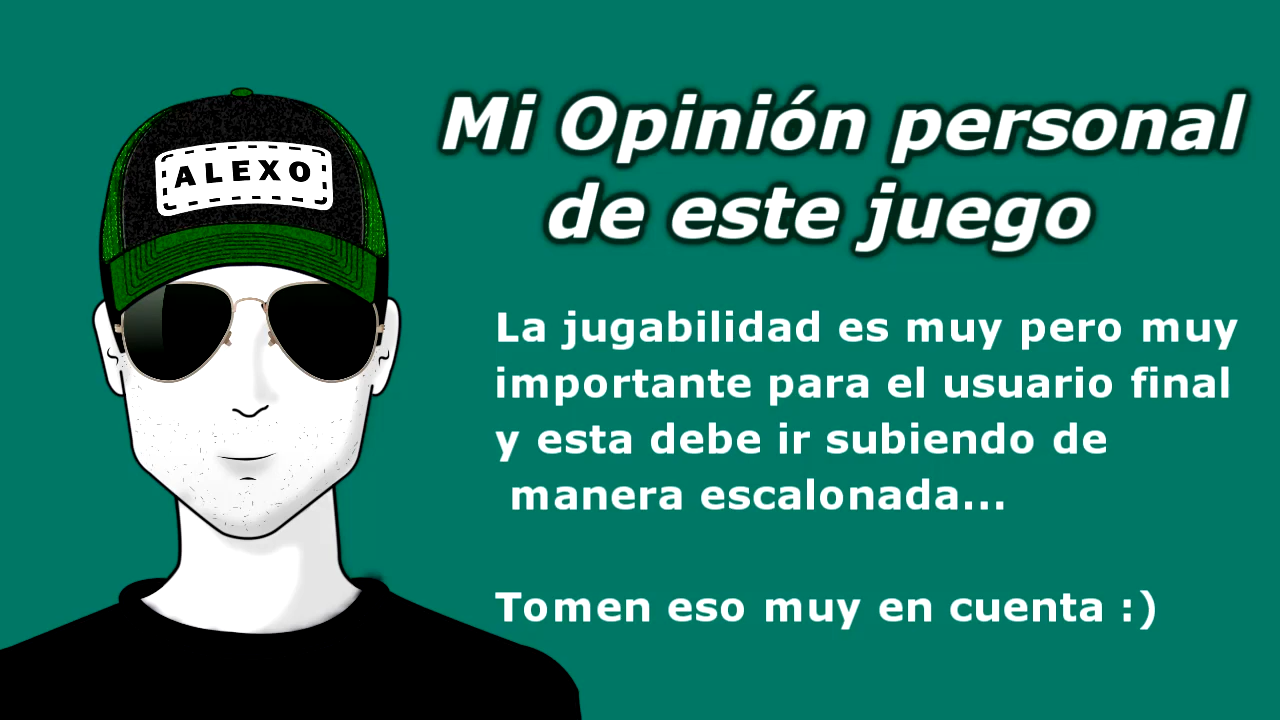 ALEXO
Mi Opinión personal
de este juego
La jugabilidad es muy pero muy
importante para el usuario final
y esta debe ir subiendo de
manera escalonada...
Tomen eso muy en cuenta :)